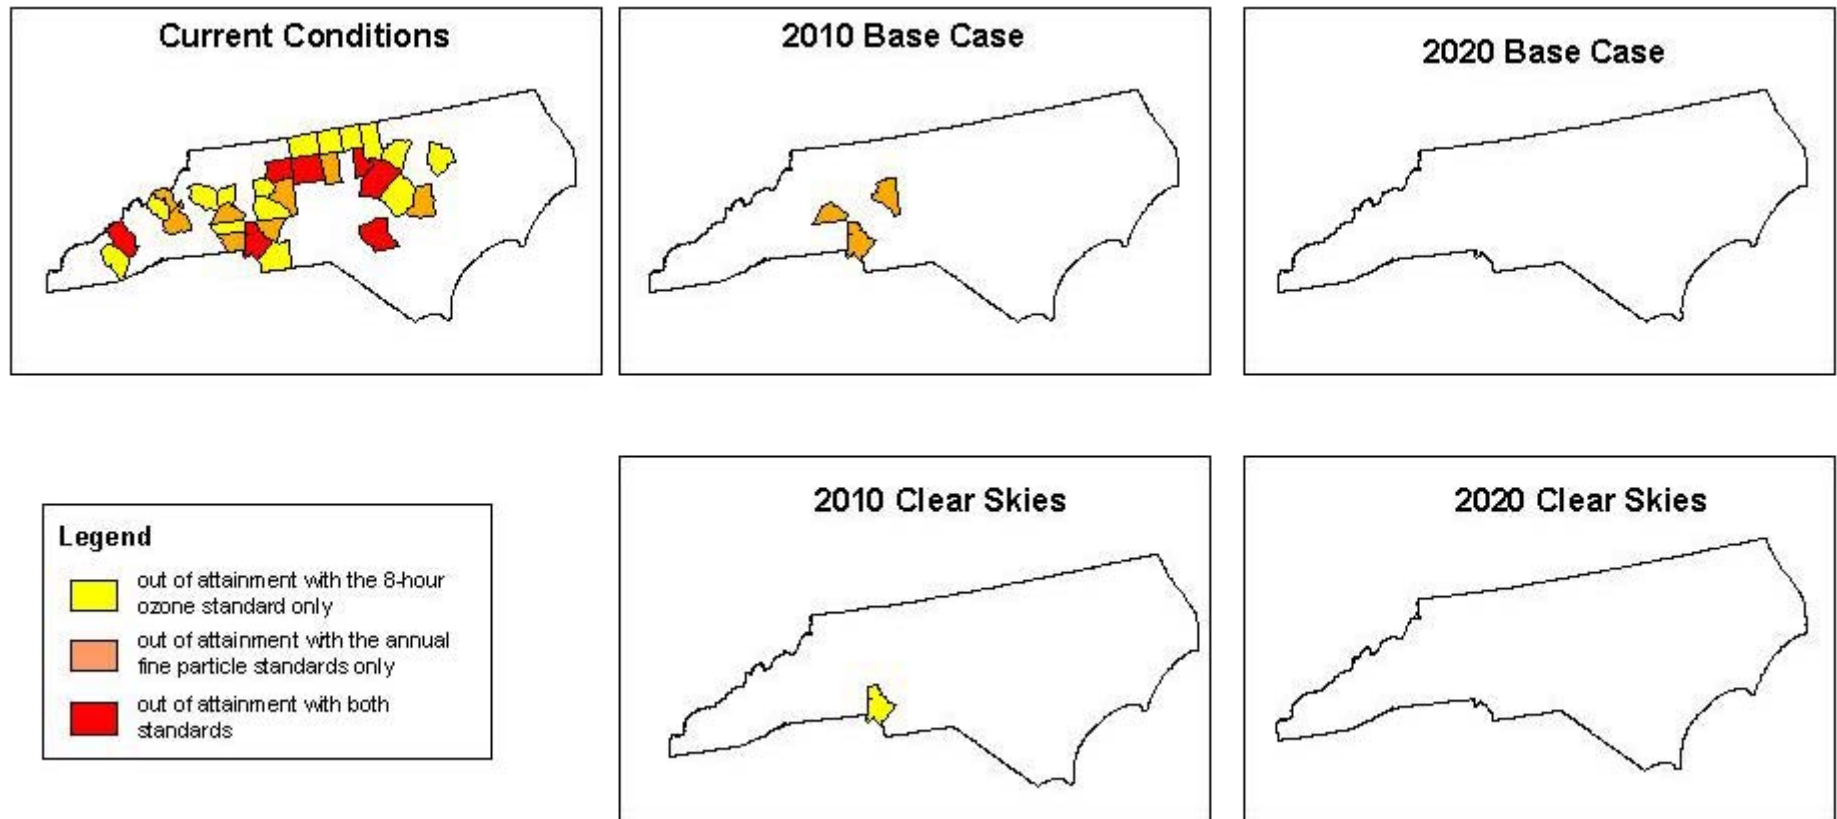 Current Conditions
2010 Base Case
2020 Base Case
2010 Clear Skies
2020 Clear Skies
Legend
out of attainment with the 8-hour
ozone standard only
out of attainment with the annual
fine particle standards only
out of attainment with both
standards